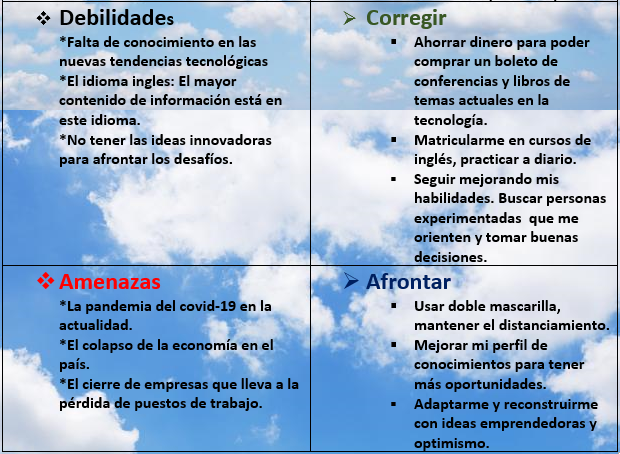 ❖ Debilidades
*Falta de conocimiento en las
nuevas tendencias tecnológicas
*El idioma ingles: El mayor
contenido de información está en
este idioma.
*No tener las ideas innovadoras
para afrontar los desafíos.
➢ Corregir
▪ Ahorrar dinero para poder
comprar un boleto de
conferencias y libros de
temas actuales en la
tecnología.
▪ Matricularme en cursos de
inglés, practicar a diario.
▪ Seguir mejorando mis
habilidades. Buscar personas
experimentadas que me
orienten y tomar buenas
decisiones.
❖ Amenazas
*La pandemia del covid-19 en la
actualidad.
*El colapso de la economía en el
país.
*El cierre de empresas que lleva a la
pérdida de puestos de trabajo.
➢ Afrontar
▪ Usar doble mascarilla,
mantener el distanciamiento.
▪ Mejorar mi perfil de
conocimientos para tener
más oportunidades.
▪ Adaptarme y reconstruirme
con ideas emprendedoras y
optimismo.